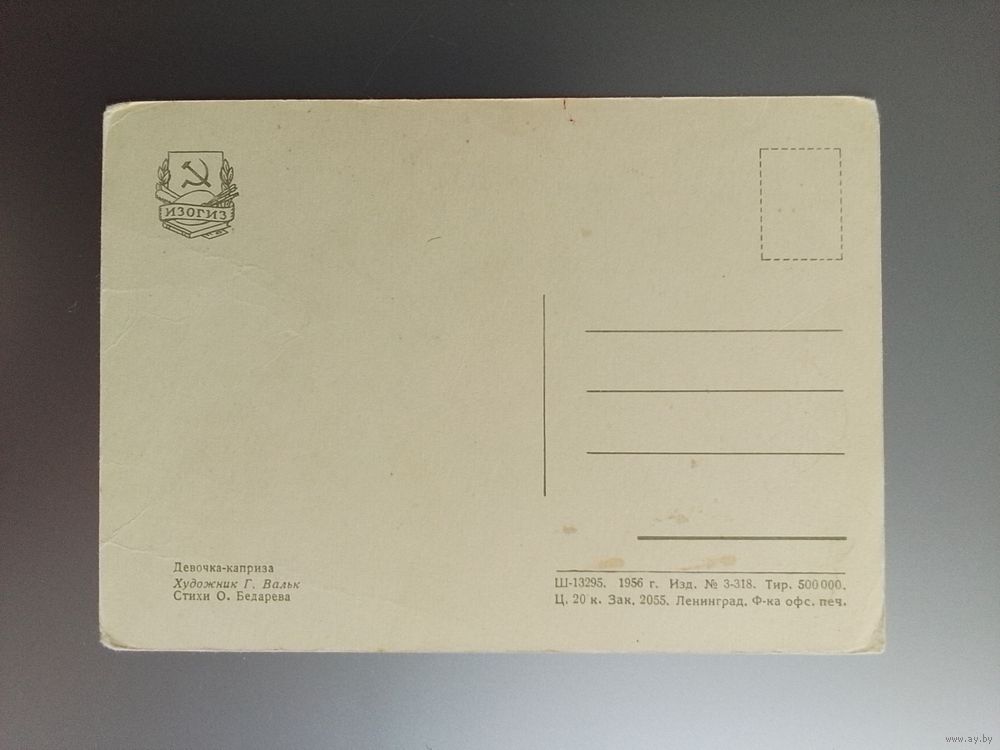 ИЗОГИЗ
Девочка-каприза
Художник Г. Вальк
Стихи О. Бедарева
Ш-13295. 1956 г. Изд. № 3-318. Тир. 500 000.
Ц. 20 к. Зак. 2055. Ленинград. Ф-ка офс. печ.
www.ay.by